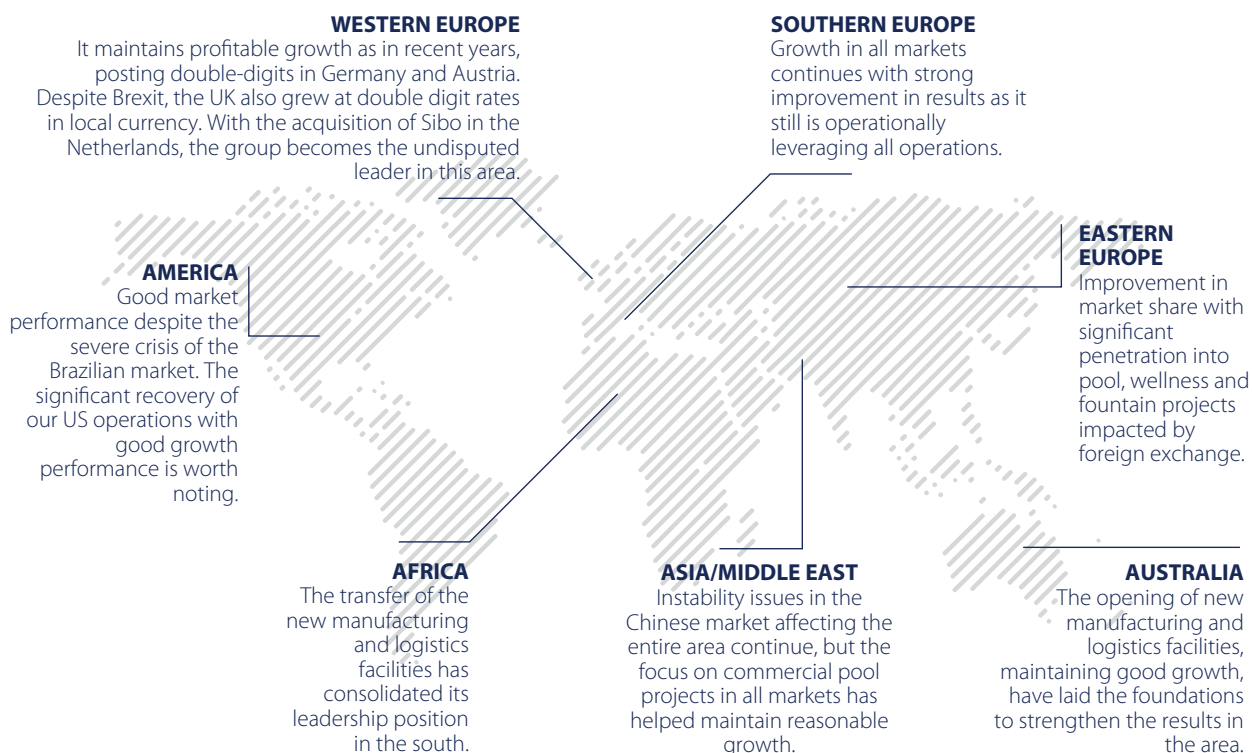 WESTERN EUROPE
It maintains profitable growth as in recent years,
posting double-digits in Germany and Austria.
Despite Brexit, the UK also grew at double digit rates
in local currency. With the acquisition of Sibo in the
Netherlands, the group becomes the undisputed
leader in this area.
SOUTHERN EUROPE
Growth in all markets
continues with strong
improvement in results as it
still is operationally
leveraging all operations.
AMERICA
Good market
performance despite the
severe crisis of the
Brazilian market. The
significant recovery of
our US operations with
good growth
performance is worth
noting.
EASTERN
EUROPE
Improvement in
market share with
significant
penetration into
pool, wellness and
fountain projects
impacted by
foreign exchange.
AFRICA
The transfer of the
new manufacturing
and logistics
facilities has
consolidated its
leadership position
in the south.
ASIA/MIDDLE EAST
Instability issues in the
Chinese market affecting the
entire area continue, but the
focus on commercial pool
projects in all markets has
helped maintain reasonable
growth.
AUSTRALIA
The opening of new
manufacturing and
logistics facilities,
maintaining good growth,
have laid the foundations
to strengthen the results in
the area.